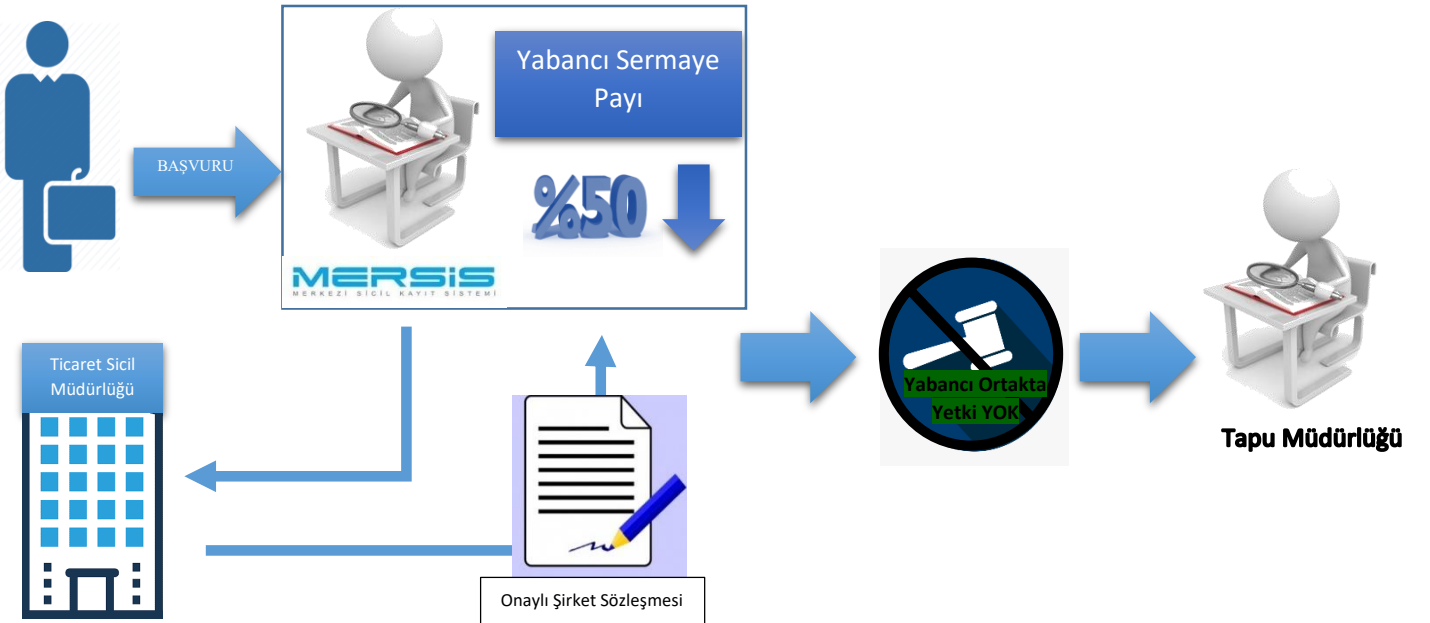 Yabancı Sermaye
Payı
BAŞVURU
%50
MERSİS
MERKEZİ SİCİL KAYIT SİSTEMİ
Ticaret Sicil
Müdürlüğü
Yabancı Ortakta
Yetki YOK
Tapu Müdürlüğü
Onaylı Şirket Sözleşmesi